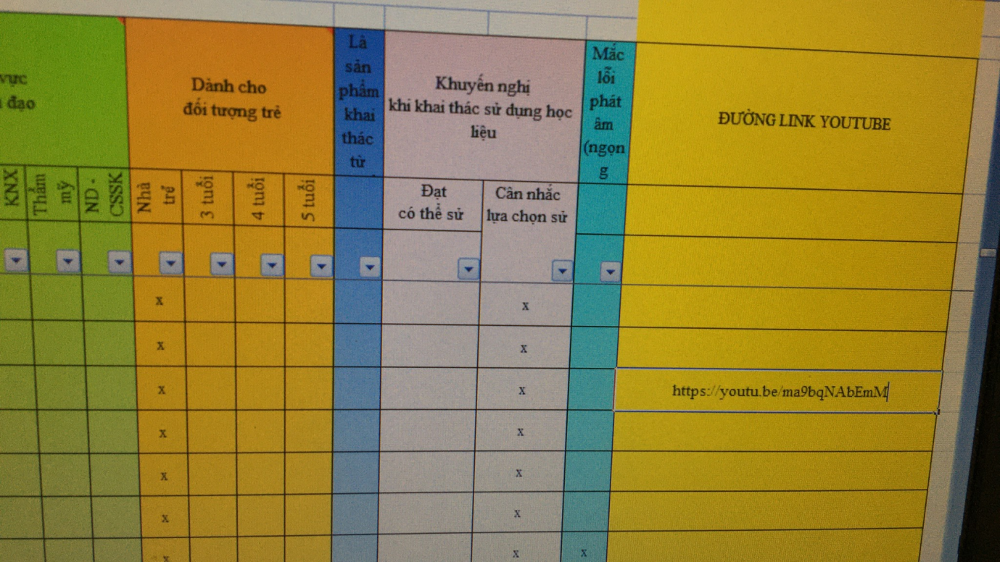 vực
đạo
Dành cho
đối tượng trẻ
Là
sản
phẩm
khai
thác
từ
Khuyến nghị
khi khai thác sử dụng học
liệu
Mắc
lỗi
phát
âm
(ngọn
g
ĐƯỜNG LINK YOUTUBE
KNX
Thẩm
mỹ
ND -
CSSK
Nhà
trẻ
3 tuổi
4 tuổi
5 tuổi
Đạt
có thể sử
Cân nhắc
lựa chọn sử
x x
x x
x x https://youtu.be/ma9bqNAbEmM
x x
x x
x x
x x x